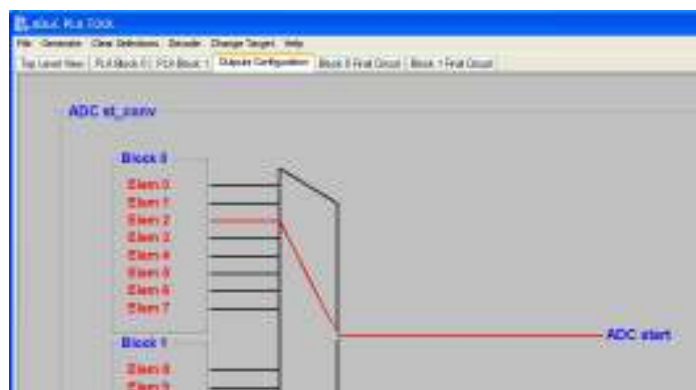 PLA TOOL
File Generate Clear Selections Decode Change Target Help
Top Level View PLA Block 0 PLA Block 1 Outputs Configuration Block 0 Final Circuit Block 1 Final Circuit
ADC st_conv
Block 0
Elem 0
Elem 1
Elem 2
Elem 3
Elem 4
Elem 5
Elem 6
Elem 7
ADC start
Block 1
Elem 8
Elem 9